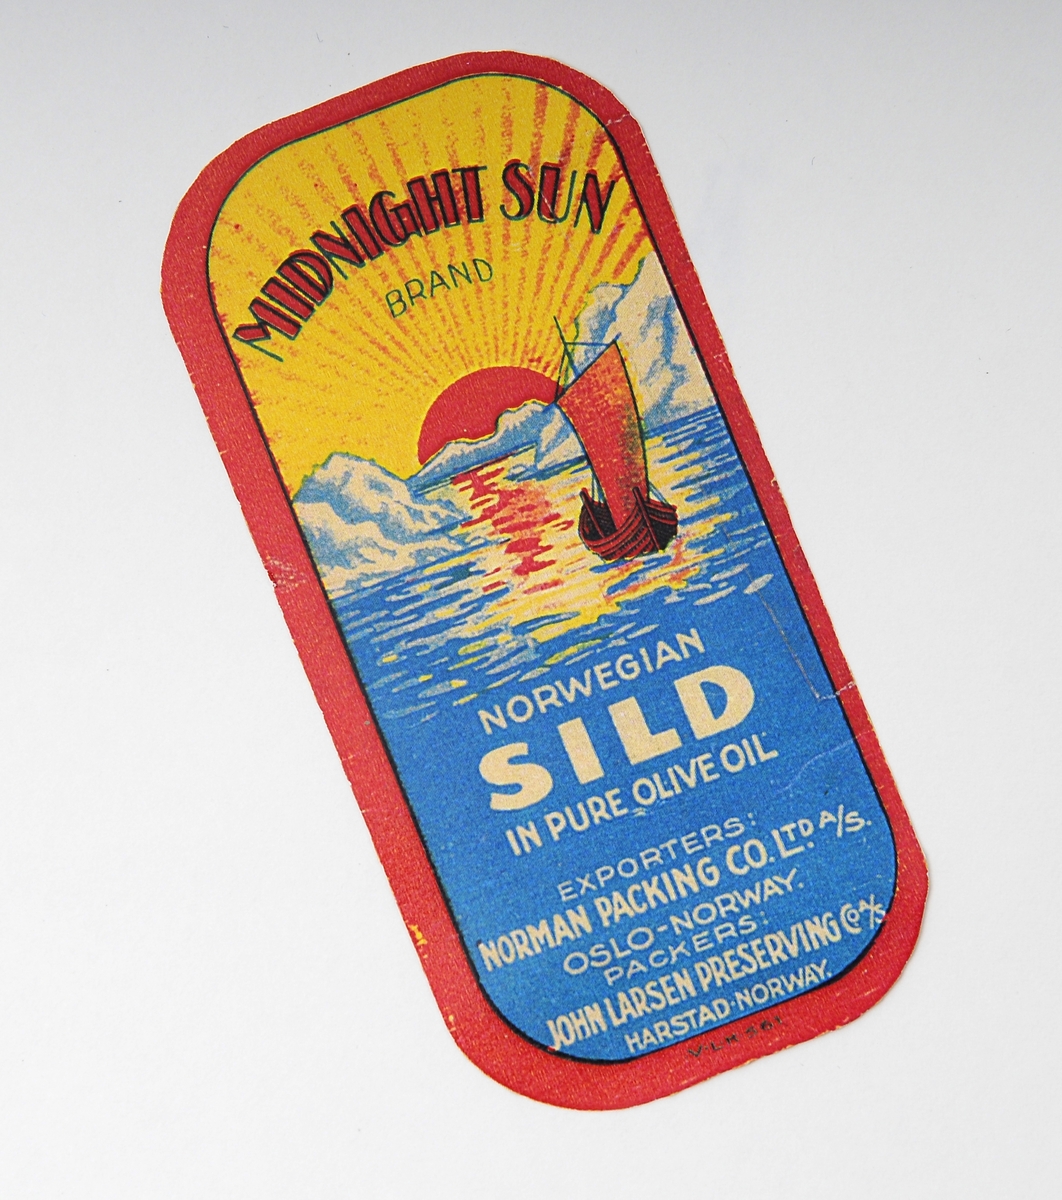 MIDNIGHT SUN
BRAND
NORWEGIAN
SILD
IN PURE OLIVE OIL
EXPORTERS:
NORMAN PACKING CO. LTD A/S.
OSLO-NORWAY.
PACKERS:
JOHN LARSEN PRESERVING Co A/S
HARSTAD-NORWAY.